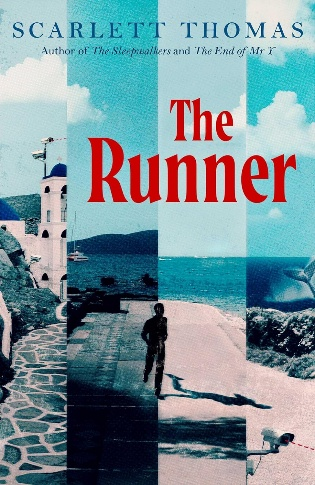 SCARLETT THOMAS
Author of The Sleepwalkers and The End of Mr Y
The
Runner